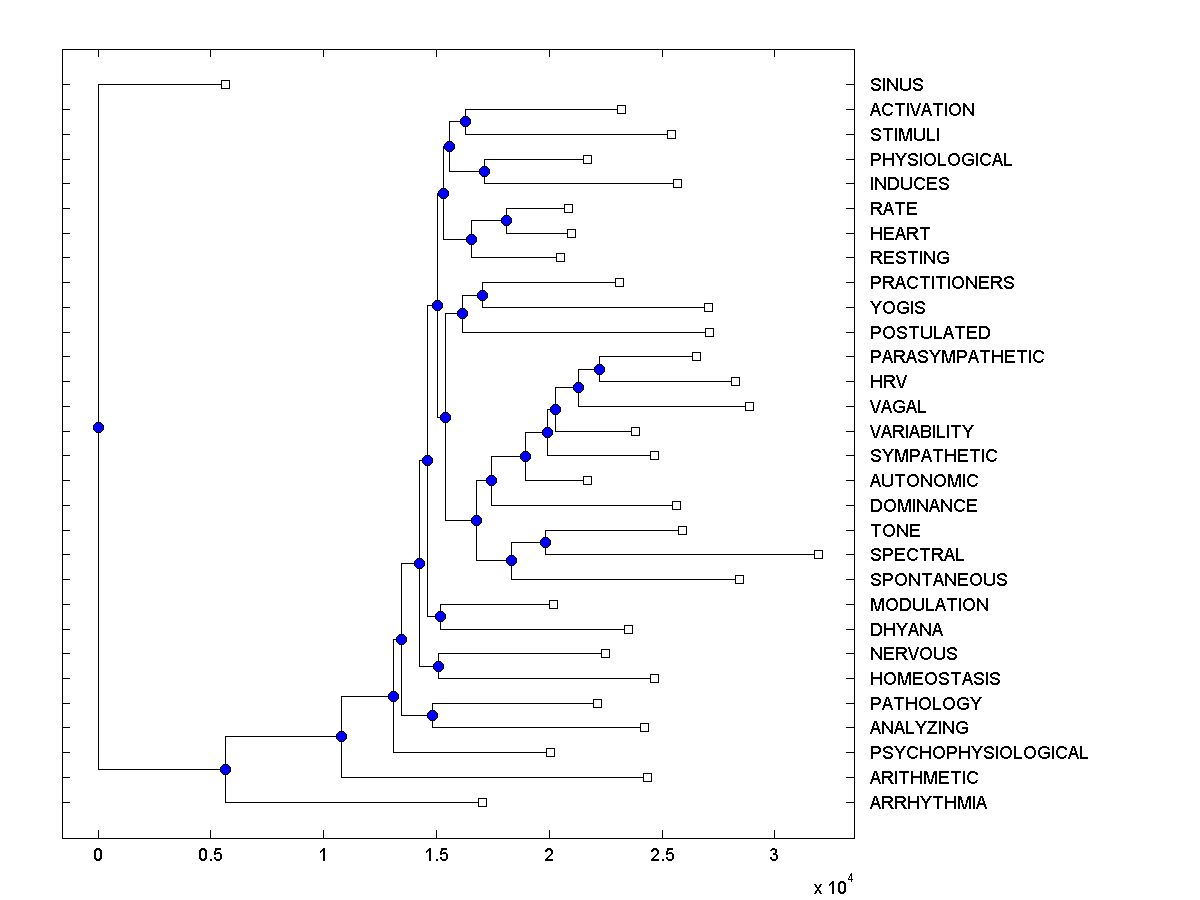 SINUS
ACTIVATION
STIMULI
PHYSIOLOGICAL
INDUCES
RATE
HEART
RESTING
PRACTITIONERS
YOGIS
POSTULATED
PARASYMPATHETIC
HRV
VAGAL
VARIABILITY
SYMPATHETIC
AUTONOMIC
DOMINANCE
TONE
SPECTRAL
SPONTANEOUS
MODULATION
DHYANA
NERVOUS
HOMEOSTASIS
PATHOLOGY
ANALYZING
PSYCHOPHYSIOLOGICAL
ARITHMETIC
ARRHYTHMIA
0 0.5 1 1.5 2 2.5 3
x 10^4